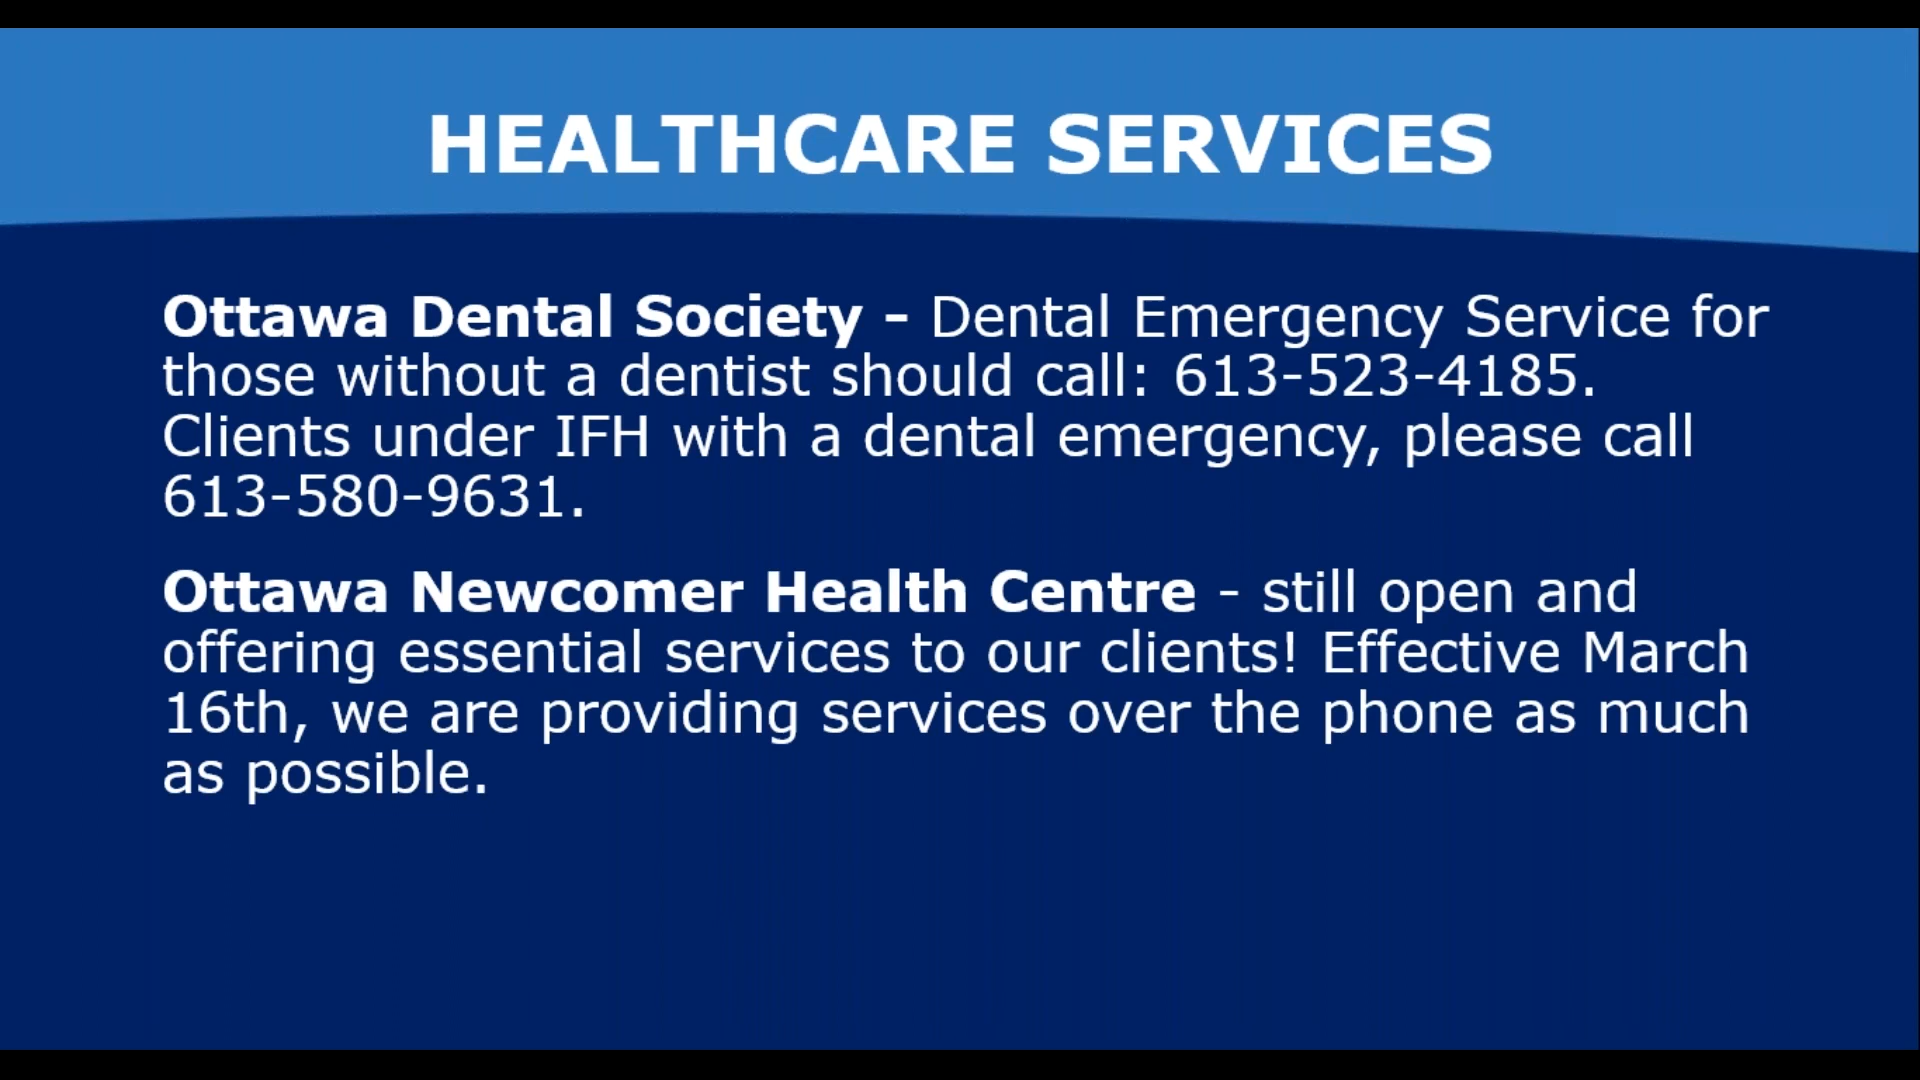 HEALTHCARE SERVICES
Ottawa Dental Society - Dental Emergency Service for
those without a dentist should call: 613-523-4185.
Clients under IFH with a dental emergency, please call
613-580-9631.
Ottawa Newcomer Health Centre - still open and
offering essential services to our clients! Effective March
16th, we are providing services over the phone as much
as possible.